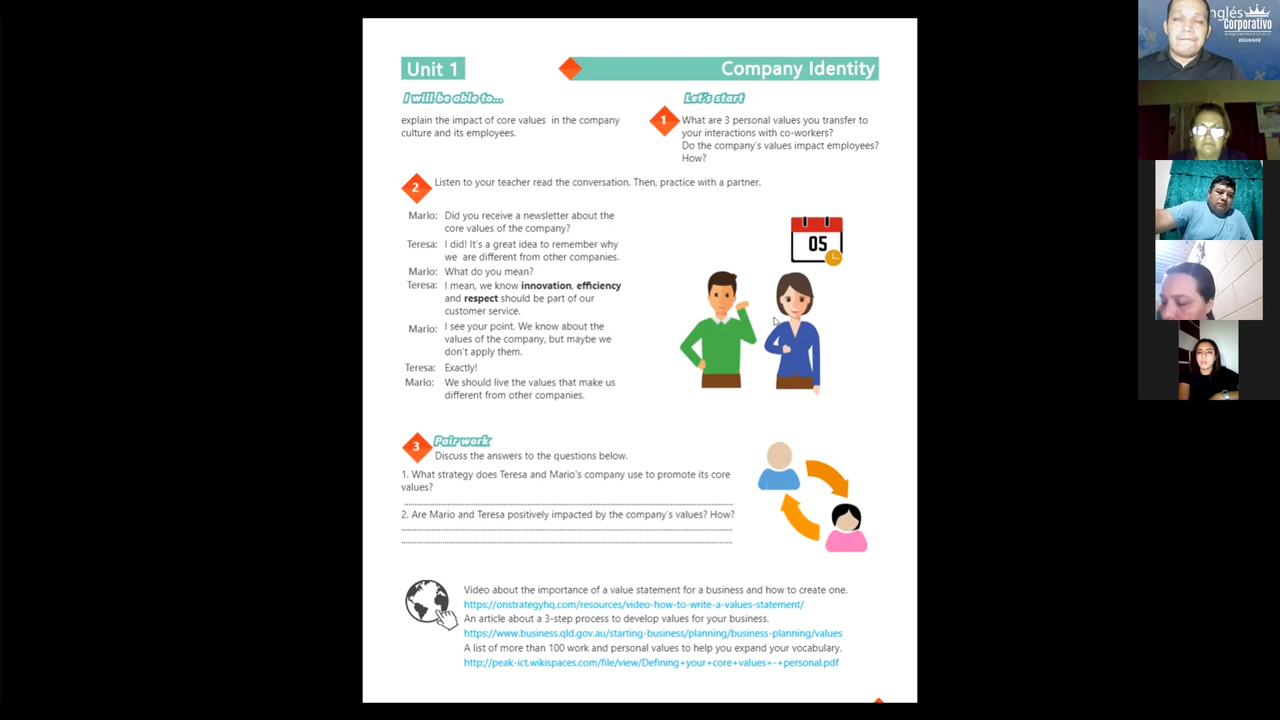 Unit 1
Company Identity
I will be able to...
explain the impact of core values in the company
culture and its employees.
Let's start
1
What are 3 personal values you transfer to
your interactions with co-workers?
Do the company's values impact employees?
How?
2
Listen to your teacher read the conversation. Then, practice with a partner.
Mario: Did you receive a newsletter about the
core values of the company?
Teresa: I did! It's a great idea to remember why
we are different from other companies.
Mario: What do you mean?
Teresa: I mean, we know innovation, efficiency
and respect should be part of our
customer service.
Mario: I see your point. We know about the
values of the company, but maybe we
don't apply them.
Teresa: Exactly!
Mario: We should live the values that make us
different from other companies.
05
3
Pair work
Discuss the answers to the questions below.
1. What strategy does Teresa and Mario's company use to promote its core
values?
2. Are Mario and Teresa positively impacted by the company's values? How?
Video about the importance of a value statement for a business and how to create one.
https://onstrategyhq.com/resources/video-how-to-write-a-values-statement/
An article about a 3-step process to develop values for your business.
https://www.business.qld.gov.au/starting-business/planning/business-planning/values
A list of more than 100 work and personal values to help you expand your vocabulary.
http://peak-ict.wikispaces.com/file/view/Defining+your+core+values+-+personal.pdf
nglés
Corporativo
BEGINNER